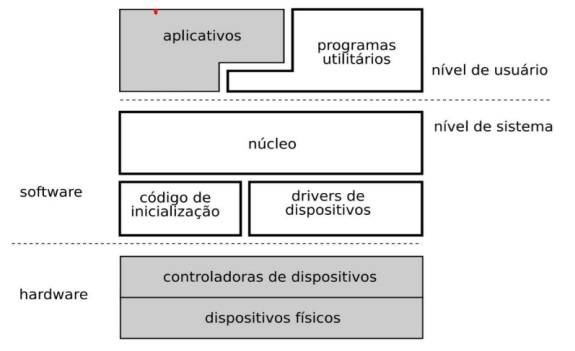 aplicativos
programas
utilitários
nível de usuário
nível de sistema
núcleo
software
código de
inicialização
drivers de
dispositivos
hardware
controladoras de dispositivos
dispositivos físicos